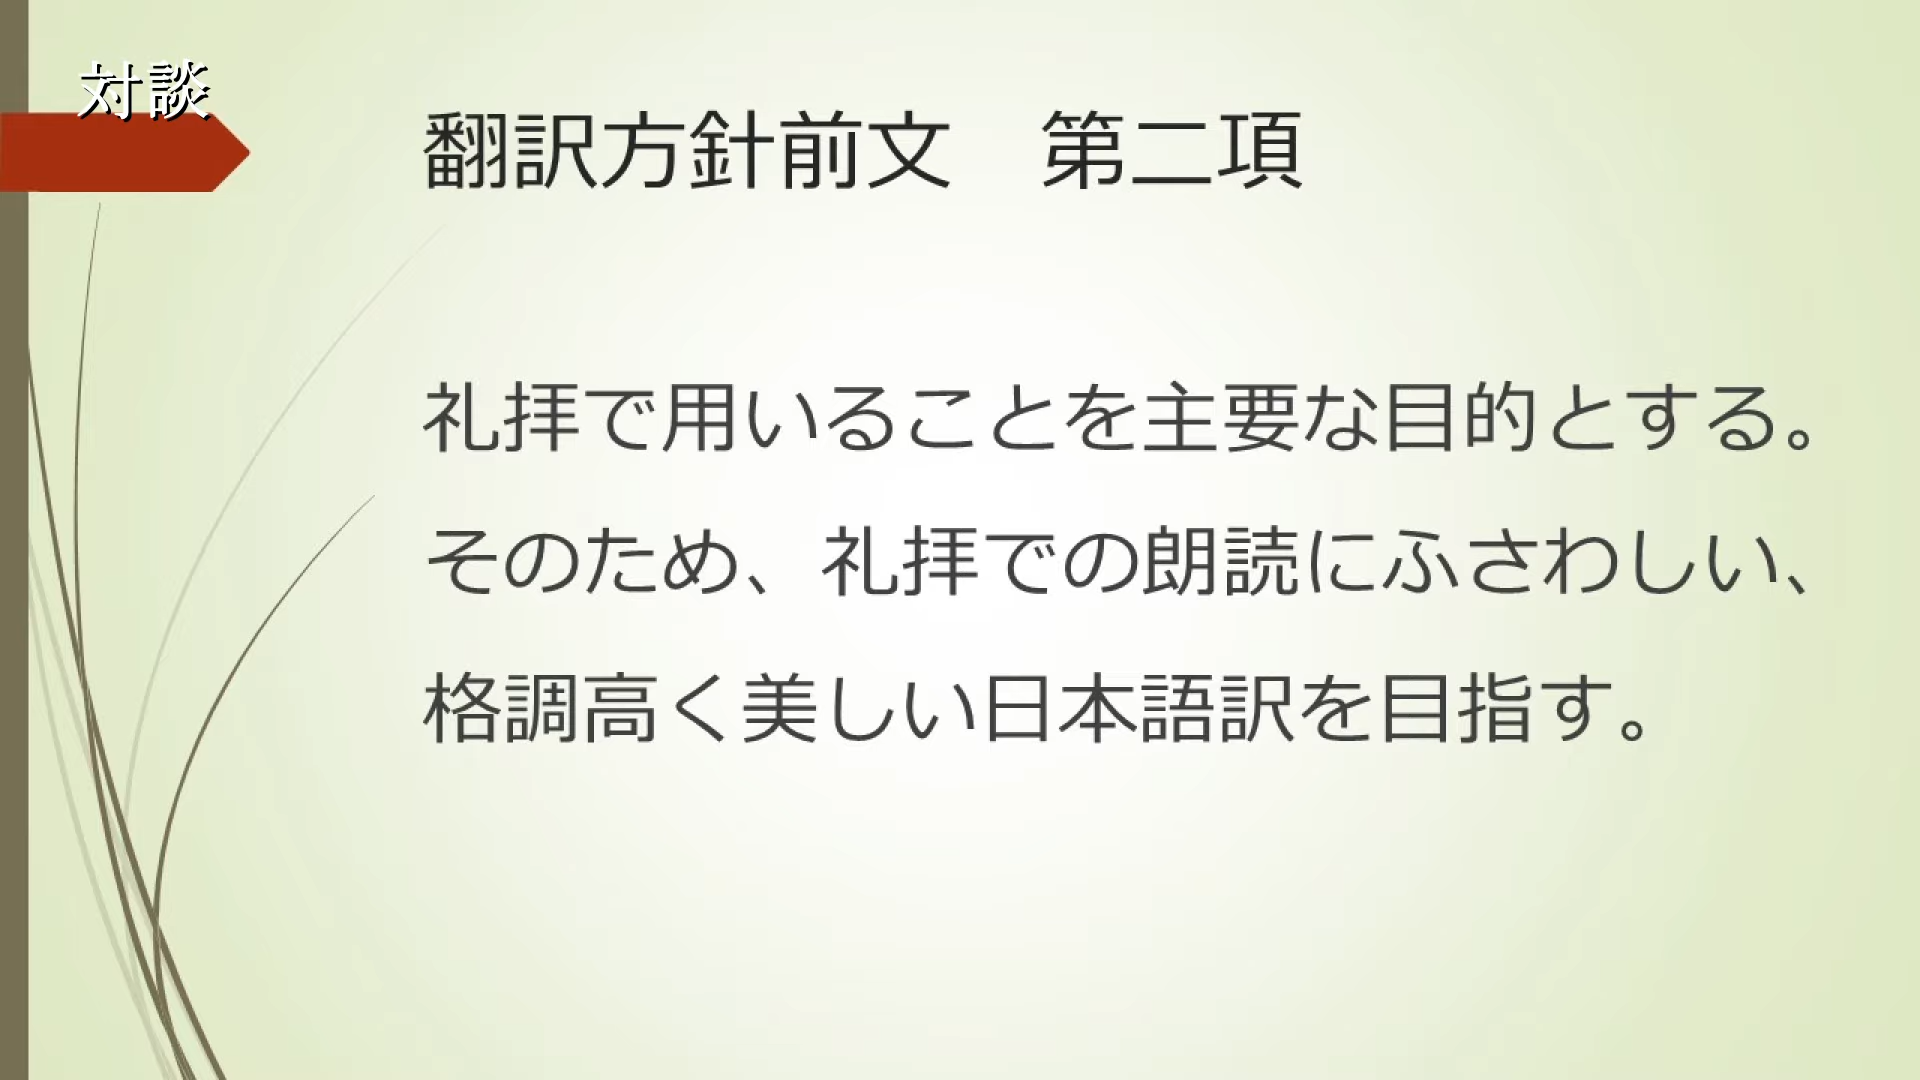 対談
翻訳方針前文　第二項
礼拝で用いることを主要な目的とする。
そのため、礼拝での朗読にふさわしい、
格調高く美しい日本語訳を目指す。